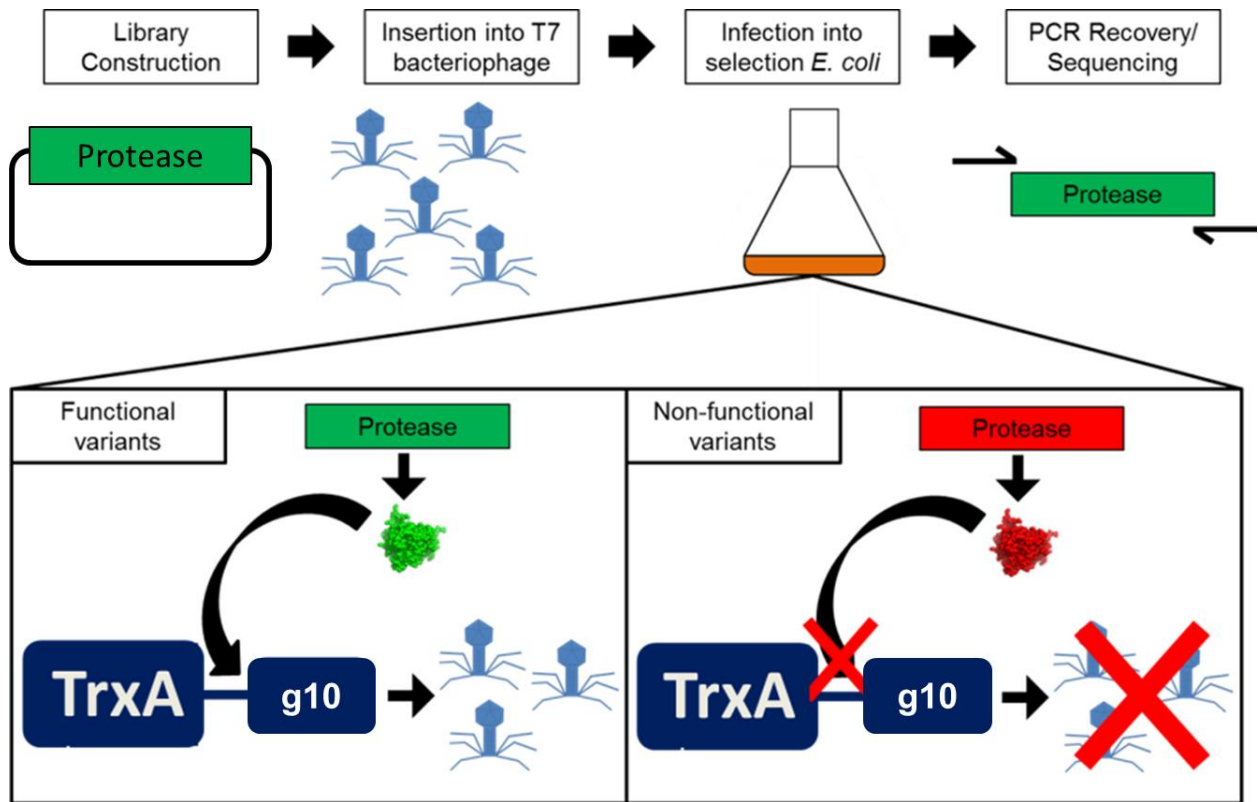 Library
Construction
Insertion into T7
bacteriophage
Infection into
selection E. coli
PCR Recovery/
Sequencing
Protease
Protease
Functional
variants
Protease
TrxA
g10
Non-functional
variants
Protease
TrxA
g10